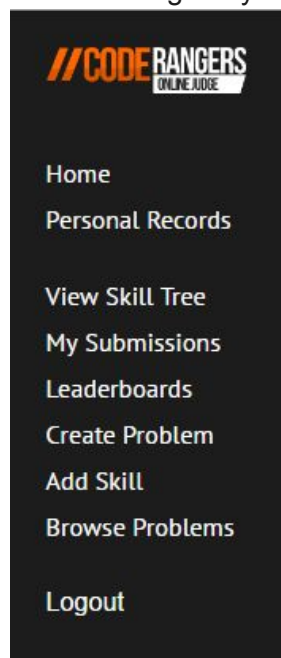 //CODE RANGERS
ONLINE JUDGE
Home
Personal Records
View Skill Tree
My Submissions
Leaderboards
Create Problem
Add Skill
Browse Problems
Logout